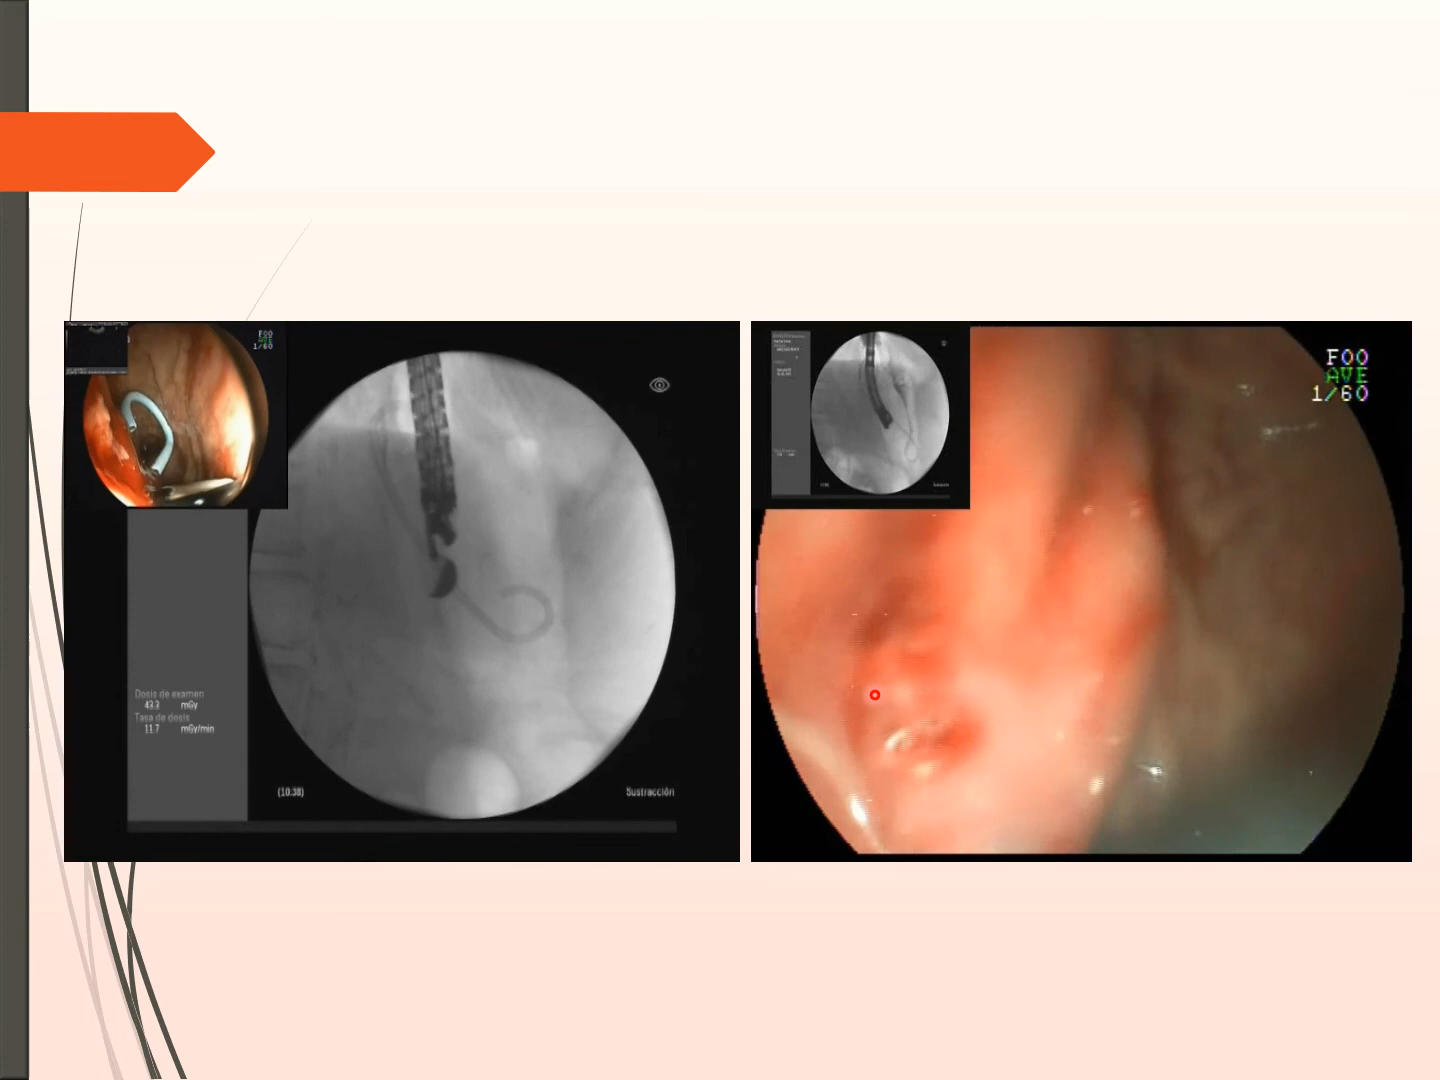 FOO
AVE
1/60
Dosis de examen
43.3 mGy
Tasa de dosis
11.7 mGy/min
(10:38)
Sustracción
FOO
AVE
1/60